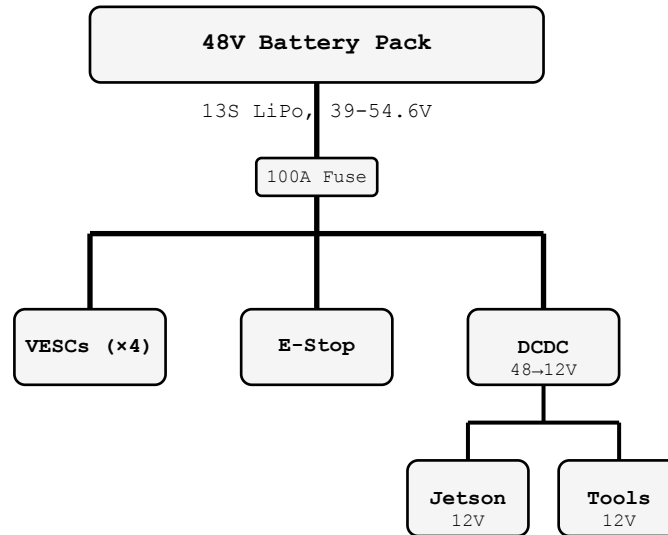 48V Battery Pack
13S LiPo, 39-54.6V
100A Fuse
VESCs (×4)
E-Stop
DCDC
48→12V
Jetson
12V
Tools
12V